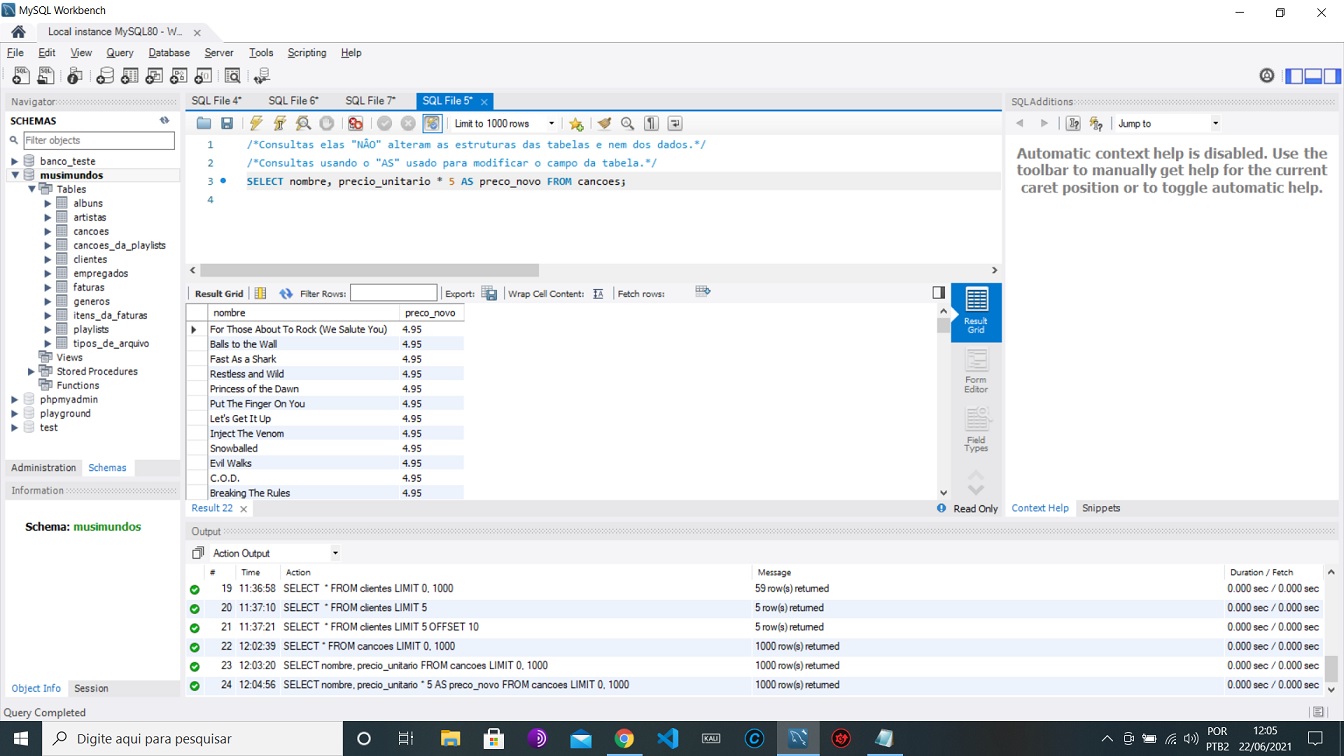 MySQL Workbench
Local instance MySQL80 - W...
File Edit View Query Database Server Tools Scripting Help
Navigator
SCHEMAS
Filter objects
banco_teste
musimundos
Tables
albuns
artistas
cancoes
cancoes_da_playlists
clientes
empregados
faturas
generos
itens_da_faturas
playlists
tipos_de_arquivo
Views
Stored Procedures
Functions
phpmyadmin
playground
test
Administration Schemas
Information
Schema: musimundos
Object Info Session
Query Completed
SQL File 4* SQL File 6* SQL File 7* SQL File 5*
Limit to 1000 rows
1 /*Consultas elas "NÃO" alteram as estruturas das tabelas e nem dos dados.*/
2 /*Consultas usando o "AS" usado para modificar o campo da tabela.*/
3 SELECT nombre, precio_unitario * 5 AS preco_novo FROM cancoes;
4
Result Grid Filter Rows: Export: Wrap Cell Content: Fetch rows:
nombre preco_novo
For Those About To Rock (We Salute You) 4.95
Balls to the Wall 4.95
Fast As a Shark 4.95
Restless and Wild 4.95
Princess of the Dawn 4.95
Put The Finger On You 4.95
Let's Get It Up 4.95
Inject The Venom 4.95
Snowballed 4.95
Evil Walks 4.95
C.O.D. 4.95
Breaking The Rules 4.95
Result
Grid
Form
Editor
Field
Types
Result 22 Read Only
SQLAdditions
Jump to
Automatic context help is disabled. Use the
toolbar to manually get help for the current
caret position or to toggle automatic help.
Context Help Snippets
Output
Action Output
# Time Action Message Duration / Fetch
19 11:36:58 SELECT * FROM clientes LIMIT 0, 1000 59 row(s) returned 0.000 sec / 0.000 sec
20 11:37:10 SELECT * FROM clientes LIMIT 5 5 row(s) returned 0.000 sec / 0.000 sec
21 11:37:21 SELECT * FROM clientes LIMIT 5 OFFSET 10 5 row(s) returned 0.000 sec / 0.000 sec
22 12:02:39 SELECT * FROM cancoes LIMIT 0, 1000 1000 row(s) returned 0.000 sec / 0.000 sec
23 12:03:20 SELECT nombre, precio_unitario FROM cancoes LIMIT 0, 1000 1000 row(s) returned 0.000 sec / 0.000 sec
24 12:04:56 SELECT nombre, precio_unitario * 5 AS preco_novo FROM cancoes LIMIT 0, 1000 1000 row(s) returned 0.000 sec / 0.000 sec
Digite aqui para pesquisar
KALI
POR
PTB2
12:05
22/06/2021